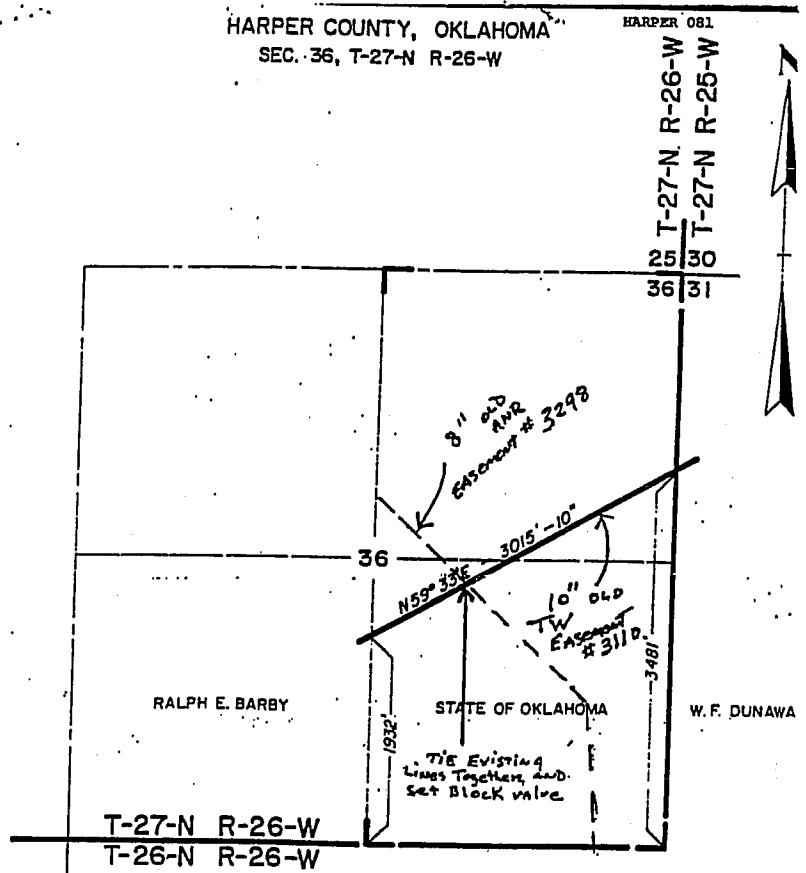 HARPER COUNTY, OKLAHOMA
HARPER 081
SEC. 36, T-27-N R-26-W
T-27-N R-26-W
T-27-N R-25-W
N
25 30
36 31
8" OLD
ANR
EASEMENT # 3298
3015' - 10"
36
N59° 33'E
10" OLD
TW
EASEMENT
# 311 D.
3481'
RALPH E. BARBY
STATE OF OKLAHOMA
W. F. DUNAWA
1932'
TIE EXISTING
Lines Together, AND.
Set Block valve
T-27-N R-26-W
T-26-N R-26-W